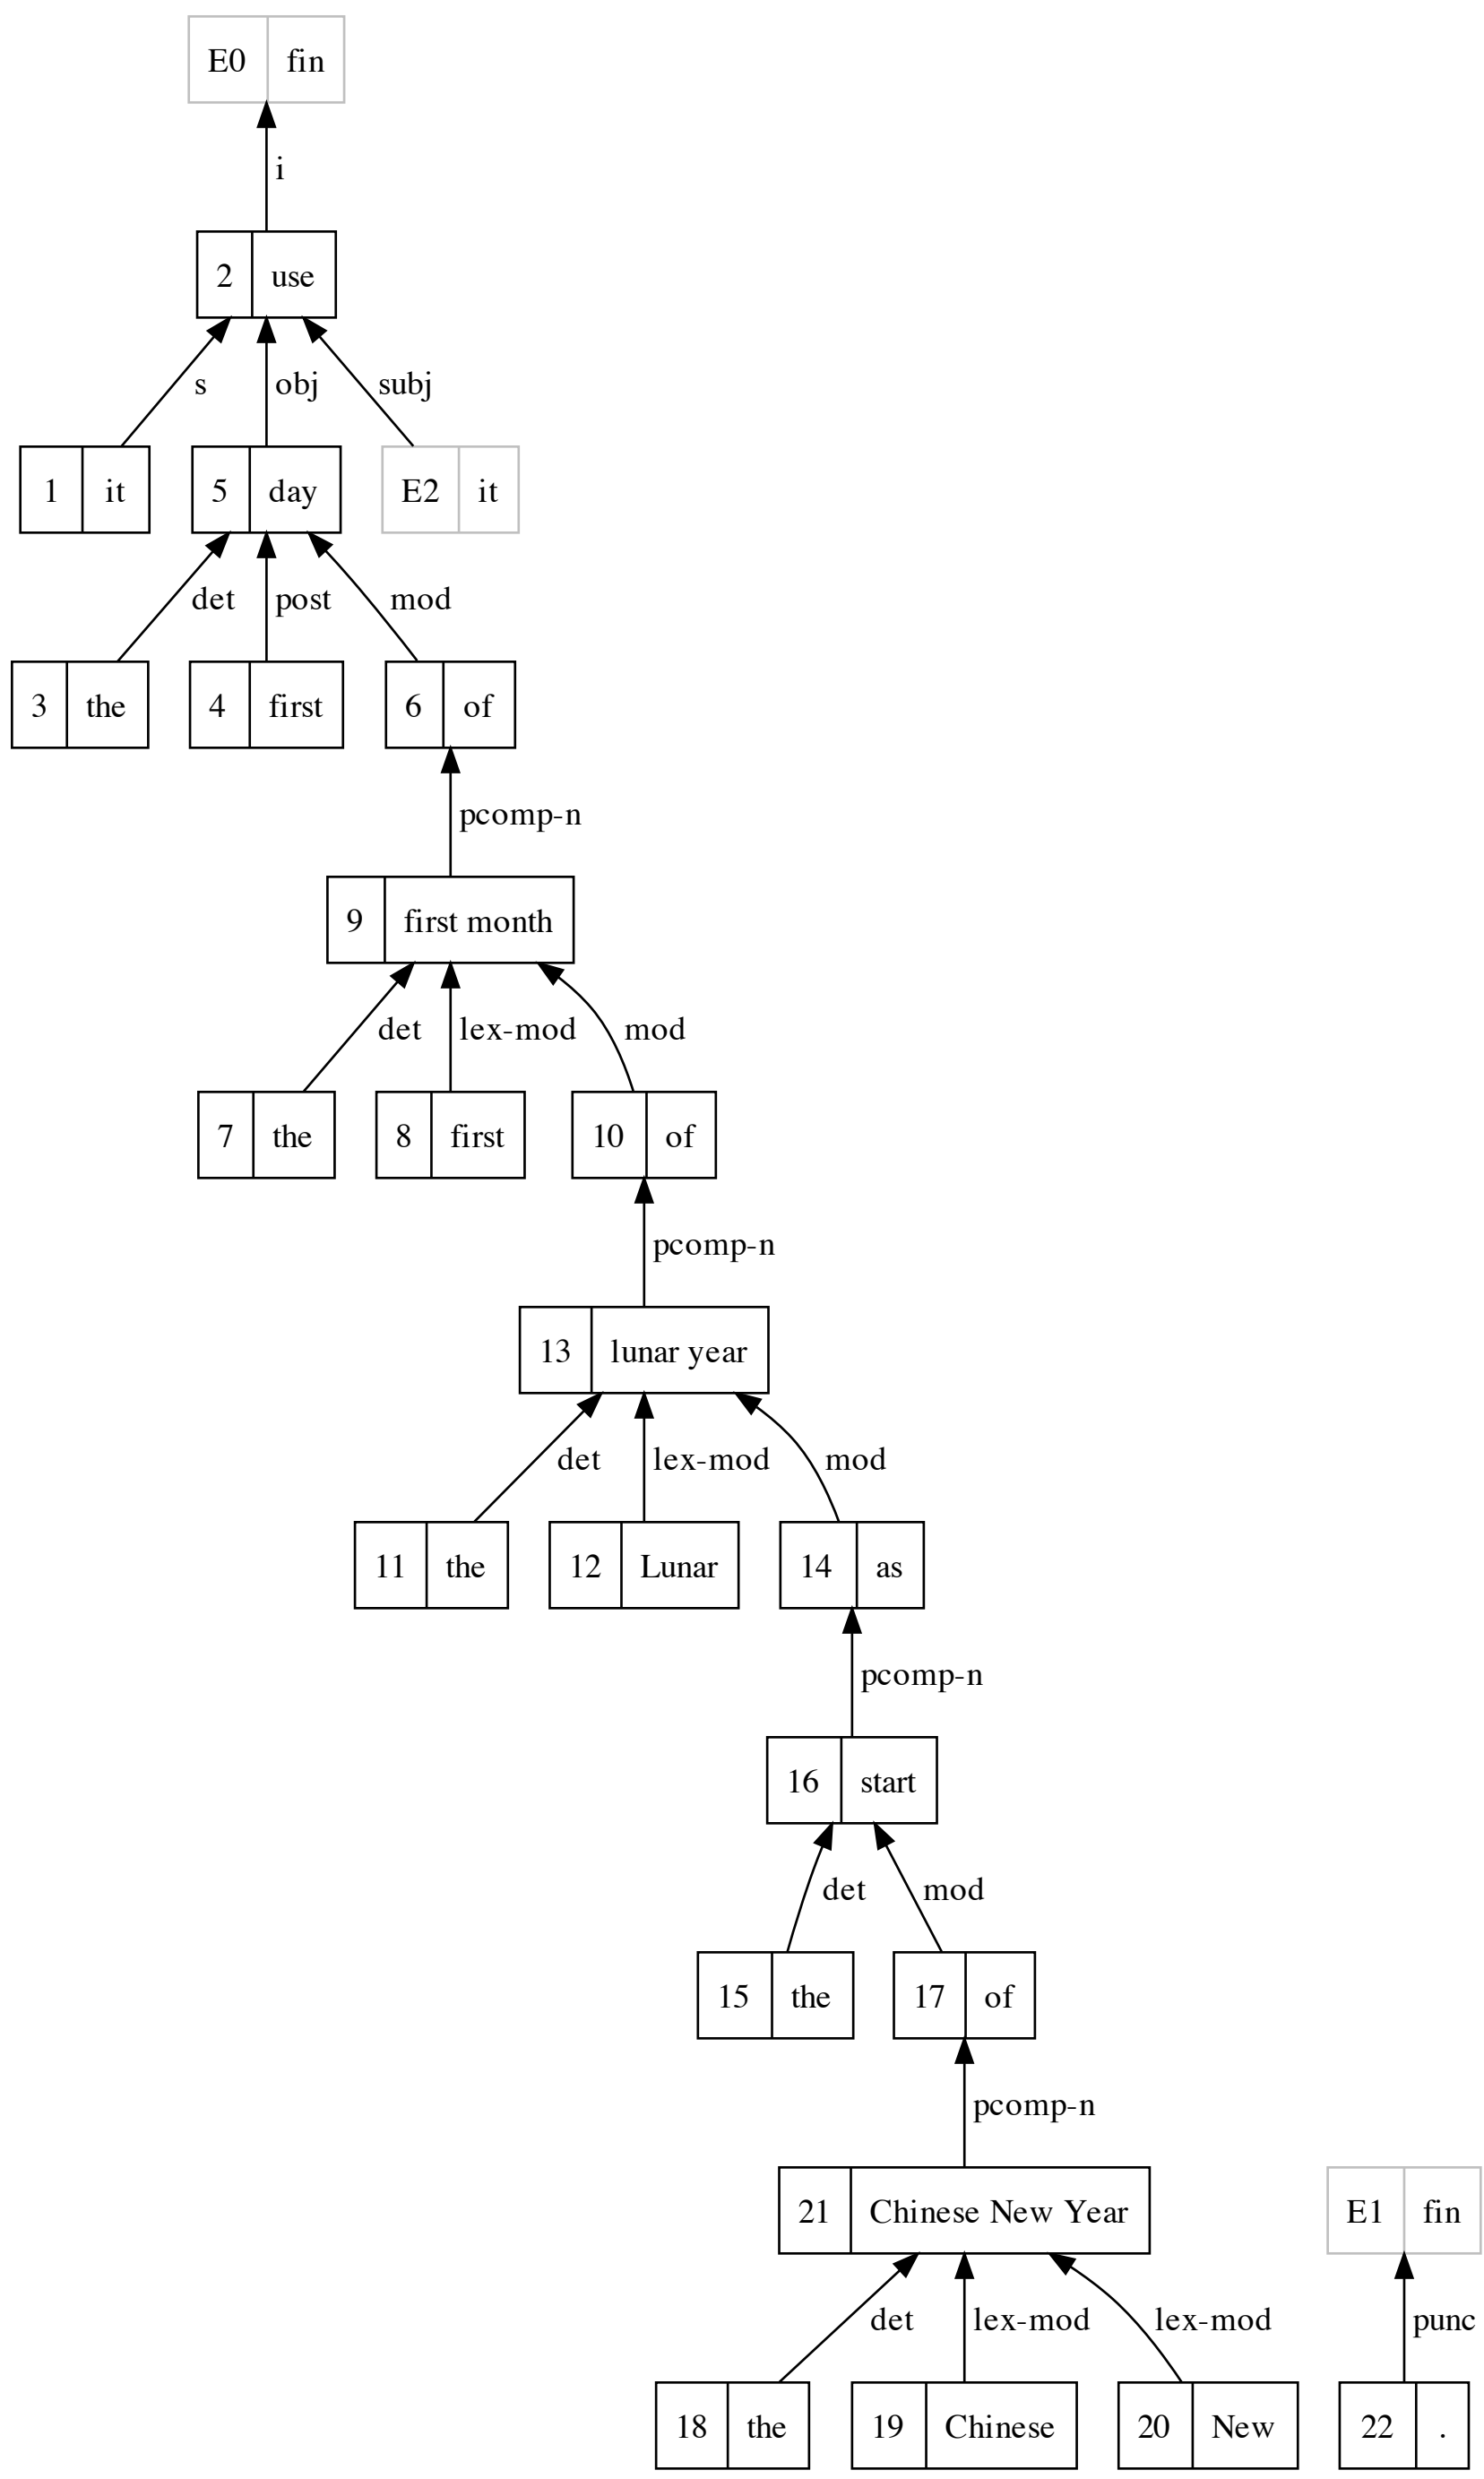 E0 fin
i
2 use
s obj subj
1 it 5 day E2 it
det post mod
3 the 4 first 6 of
pcomp-n
9 first month
det lex-mod mod
7 the 8 first 10 of
pcomp-n
13 lunar year
det lex-mod mod
11 the 12 Lunar 14 as
pcomp-n
16 start
det mod
15 the 17 of
pcomp-n
21 Chinese New Year E1 fin
det lex-mod lex-mod punc
18 the 19 Chinese 20 New 22 .